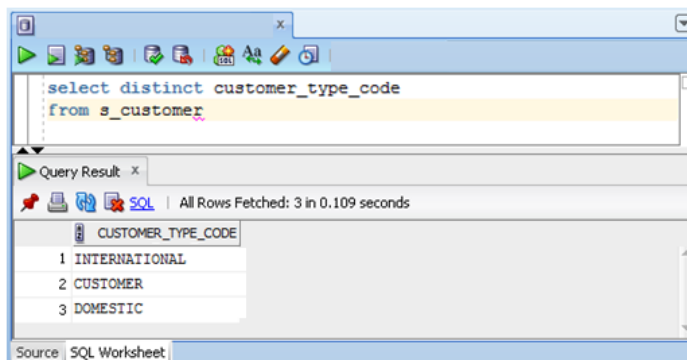 select distinct customer_type_code
from s_customer
Query Result x
SQL | All Rows Fetched: 3 in 0.109 seconds
CUSTOMER_TYPE_CODE
1 INTERNATIONAL
2 CUSTOMER
3 DOMESTIC
Source SQL Worksheet